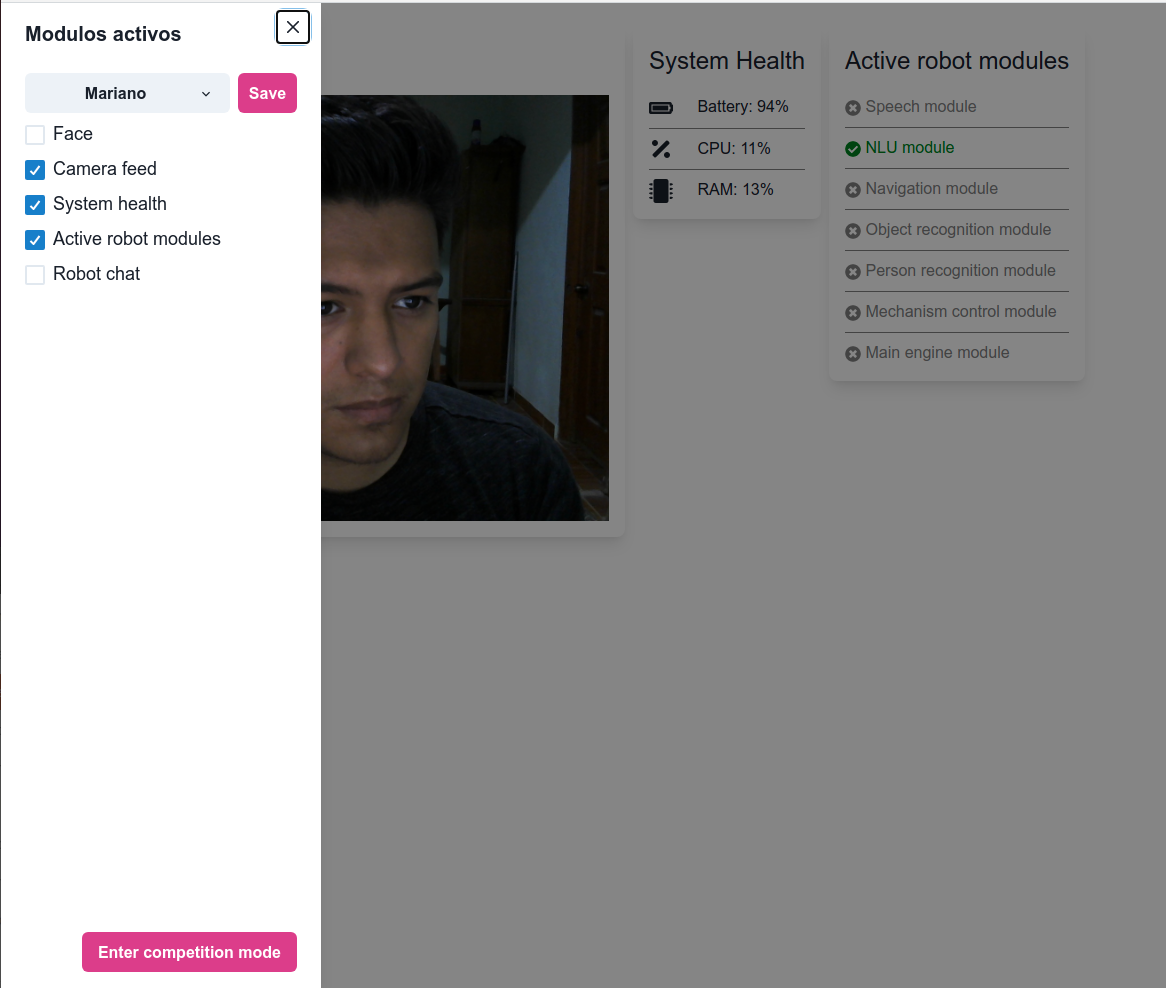 Modulos activos
Mariano
Save
Face
Camera feed
System health
Active robot modules
Robot chat
Enter competition mode
System Health
Battery: 94%
CPU: 11%
RAM: 13%
Active robot modules
Speech module
NLU module
Navigation module
Object recognition module
Person recognition module
Mechanism control module
Main engine module